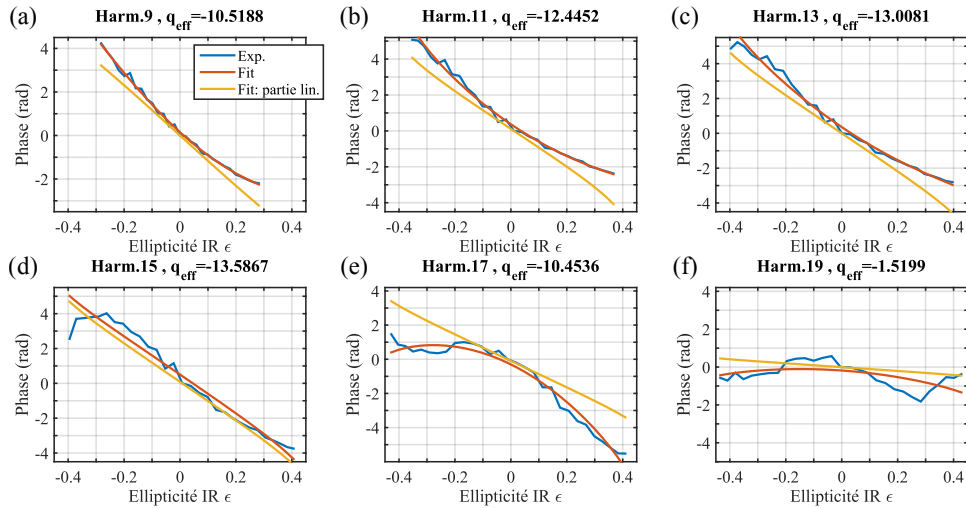 (a) Harm.9 , q_eff=-10.5188
Phase (rad)
4
2
0
-2
Exp.
Fit
Fit: partie lin.
-0.4 -0.2 0 0.2 0.4
Ellipticité IR ϵ
(b) Harm.11 , q_eff=-12.4452
Phase (rad)
4
2
0
-2
-4
-0.4 -0.2 0 0.2 0.4
Ellipticité IR ϵ
(c) Harm.13 , q_eff=-13.0081
Phase (rad)
4
2
0
-2
-4
-0.4 -0.2 0 0.2 0.4
Ellipticité IR ϵ
(d) Harm.15 , q_eff=-13.5867
Phase (rad)
4
2
0
-2
-4
-0.4 -0.2 0 0.2 0.4
Ellipticité IR ϵ
(e) Harm.17 , q_eff=-10.4536
Phase (rad)
4
2
0
-2
-4
-0.4 -0.2 0 0.2 0.4
Ellipticité IR ϵ
(f) Harm.19 , q_eff=-1.5199
Phase (rad)
4
2
0
-2
-4
-0.4 -0.2 0 0.2 0.4
Ellipticité IR ϵ